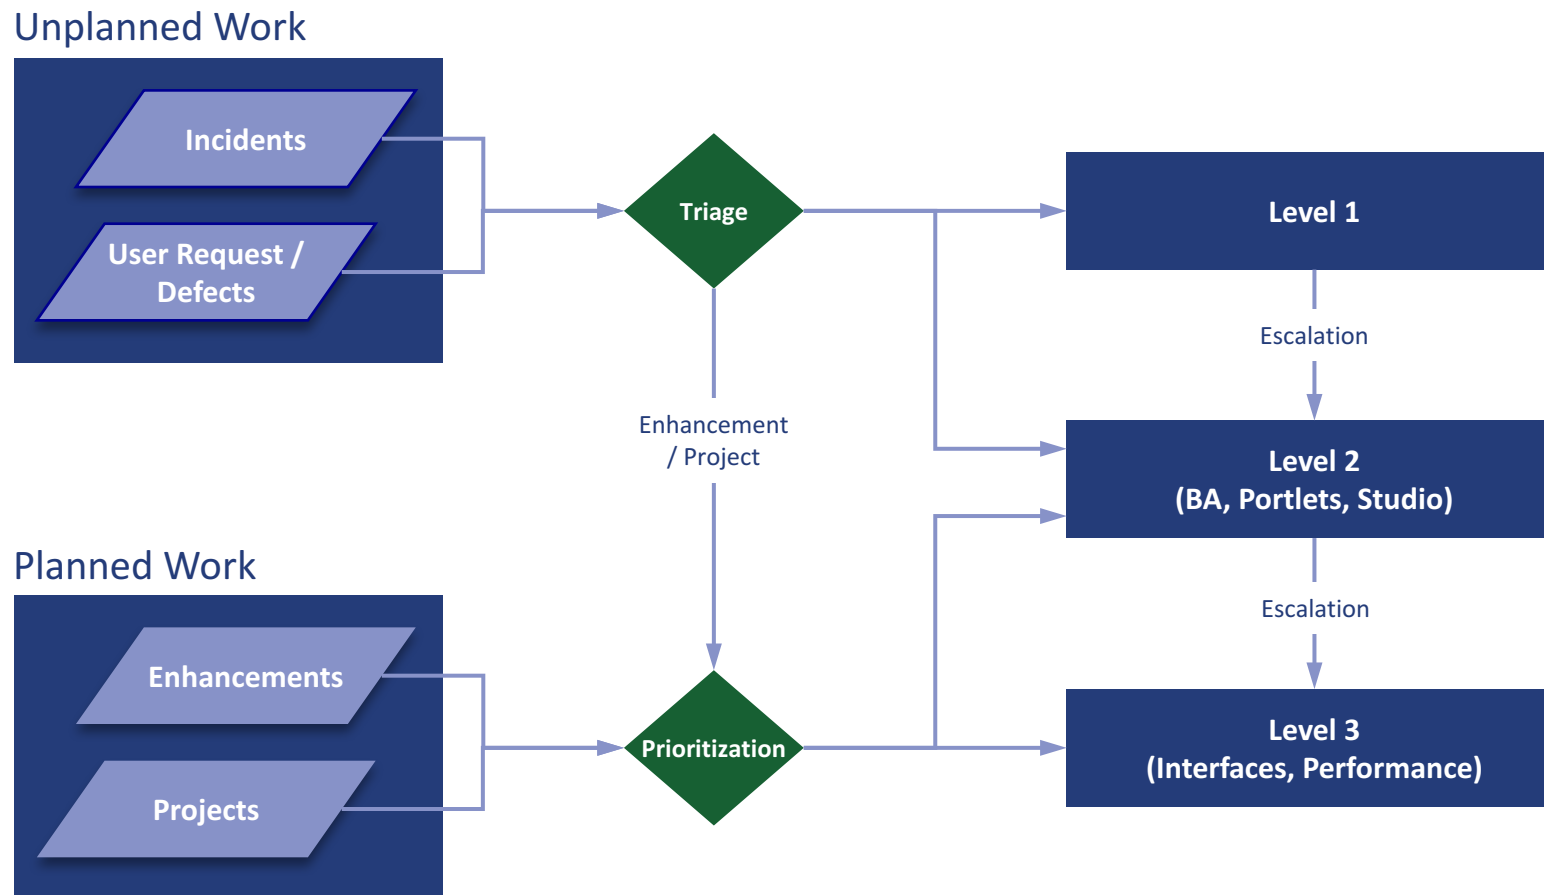 Unplanned Work
Incidents
User Request /
Defects
Triage
Level 1
Escalation
Enhancement
/ Project
Level 2
(BA, Portlets, Studio)
Planned Work
Enhancements
Projects
Prioritization
Escalation
Level 3
(Interfaces, Performance)